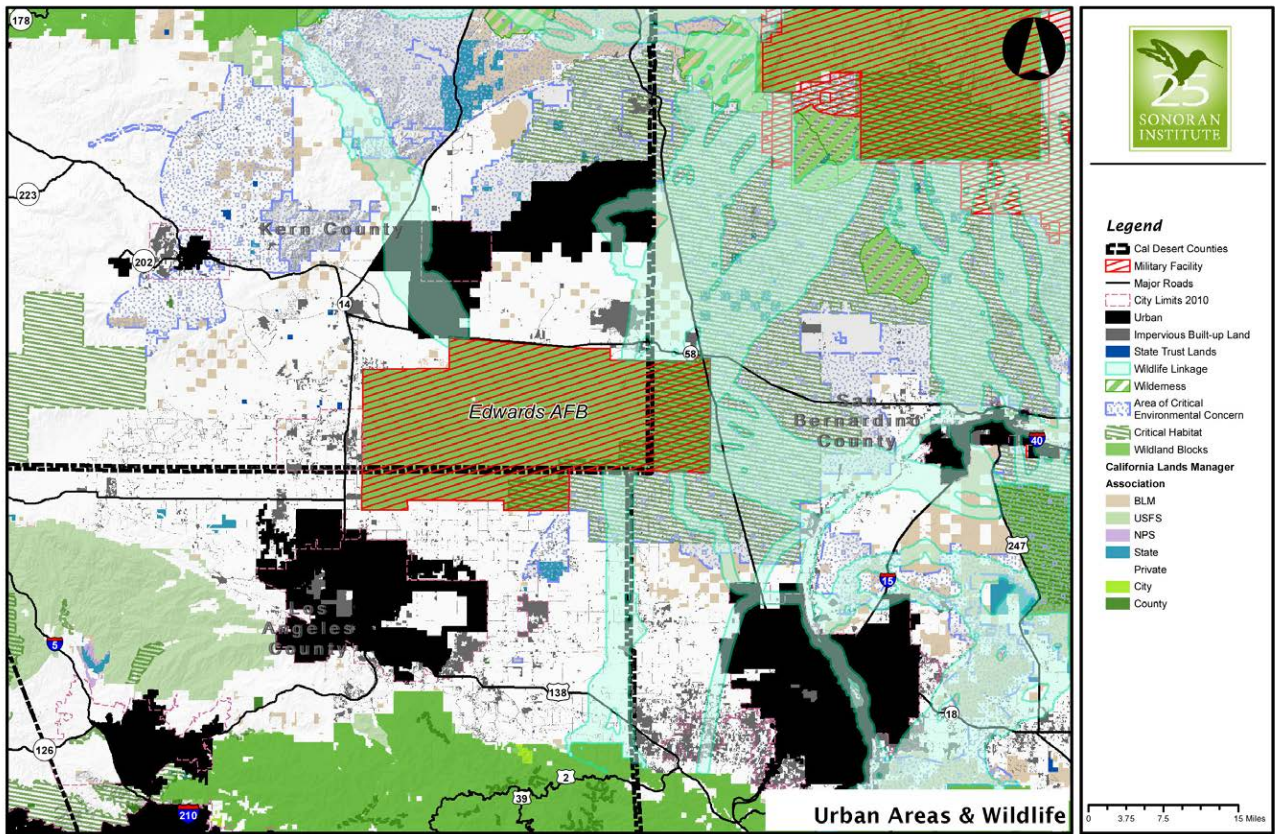 178
223
Kern County
202
14
58
Edwards AFB
San
Bernardino
County
40
247
15
Los
Angeles
County
5
138
18
126
2
39
210
Urban Areas & Wildlife
25
SONORAN
INSTITUTE
Legend
Cal Desert Counties
Military Facility
Major Roads
City Limits 2010
Urban
Impervious Built-up Land
State Trust Lands
Wildlife Linkage
Wilderness
Area of Critical
Environmental Concern
Critical Habitat
Wildland Blocks
California Lands Manager
Association
BLM
USFS
NPS
State
Private
City
County
0 3.75 7.5 15 Miles